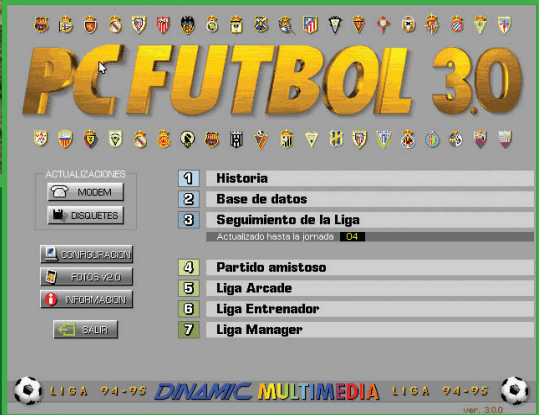 PC FUTBOL 3.0
ACTUALIZACIONES
MODEM
DISQUETES
CONFIGURACION
FOTOS v2.0
INFORMACION
SALIR
1 Historia
2 Base de datos
3 Seguimiento de la Liga
Actualizado hasta la jornada 04
4 Partido amistoso
5 Liga Arcade
6 Liga Entrenador
7 Liga Manager
LIGA 94-95 DINAMIC MULTIMEDIA LIGA 94-95
ver. 3.0.0